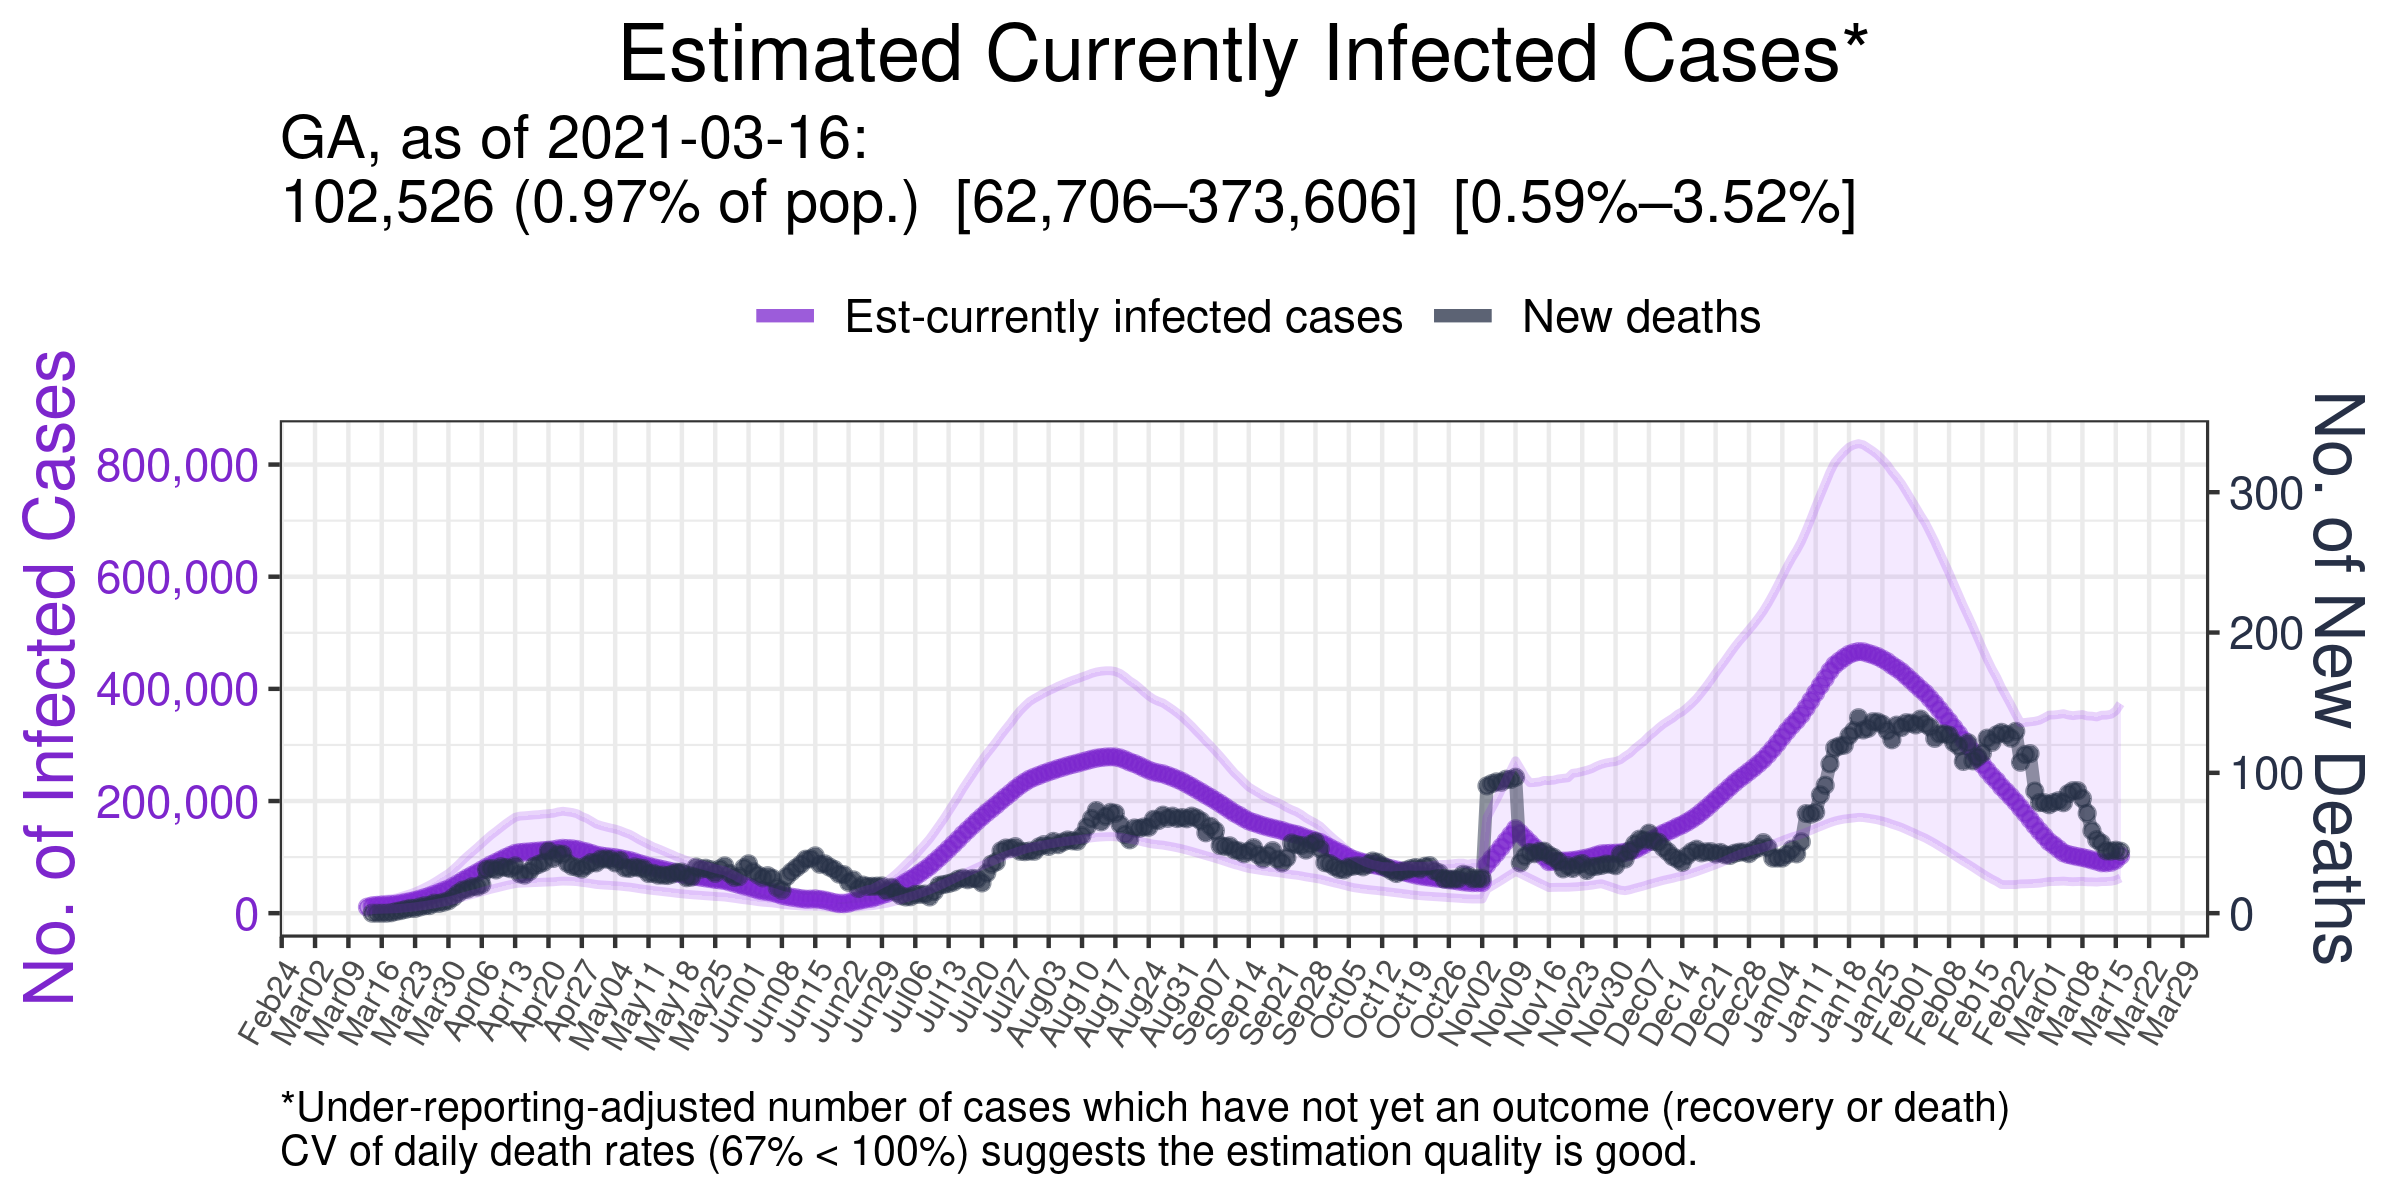 Estimated Currently Infected Cases*
GA, as of 2021-03-16:
102,526 (0.97% of pop.) [62,706–373,606] [0.59%–3.52%]
Est-currently infected cases
New deaths
No. of Infected Cases
800,000
600,000
400,000
200,000
0
300
200
100
0
No. of New Deaths
Feb24
Mar02
Mar09
Mar16
Mar23
Mar30
Apr06
Apr13
Apr20
Apr27
May04
May11
May18
May25
Jun01
Jun08
Jun15
Jun22
Jun29
Jul06
Jul13
Jul20
Jul27
Aug03
Aug10
Aug17
Aug24
Aug31
Sep07
Sep14
Sep21
Sep28
Oct05
Oct12
Oct19
Oct26
Nov02
Nov09
Nov16
Nov23
Nov30
Dec07
Dec14
Dec21
Dec28
Jan04
Jan11
Jan18
Jan25
Feb01
Feb08
Feb15
Feb22
Mar01
Mar08
Mar15
Mar22
Mar29
*Under-reporting-adjusted number of cases which have not yet an outcome (recovery or death)
CV of daily death rates (67% < 100%) suggests the estimation quality is good.